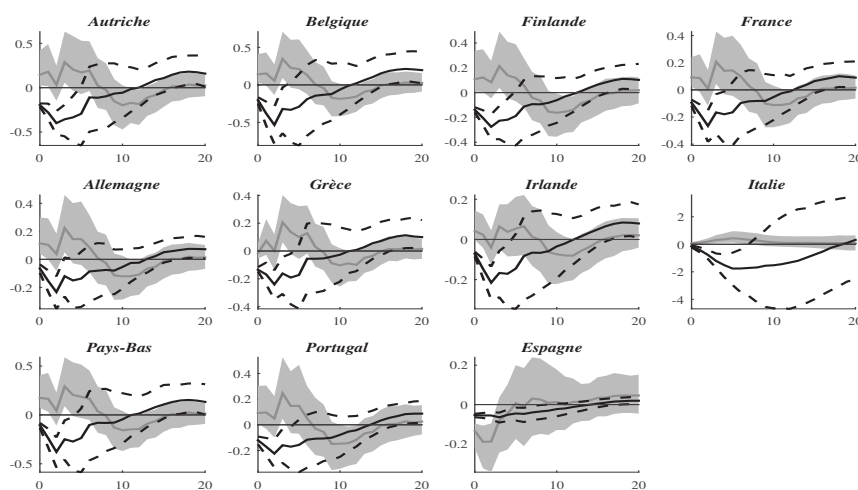 Autriche Belgique Finlande France
0.5 0.5 0.4 0.4
0.2 0.2
0 0 0 0
-0.2 -0.2
-0.5 -0.5 -0.4 -0.4
0 10 20 0 10 20 0 10 20 0 10 20
Allemagne Grèce Irlande Italie
0.4 0.4 0.2 2
0.2 0.2
0 0 0 0
-0.2 -0.2 -0.2 -2
-0.4 -4
0 10 20 0 10 20 0 10 20 0 10 20
Pays-Bas Portugal Espagne
0.5 0.4 0.2
0.2
0 0 0
-0.2 -0.2
-0.5 -0.4
0 10 20 0 10 20 0 10 20